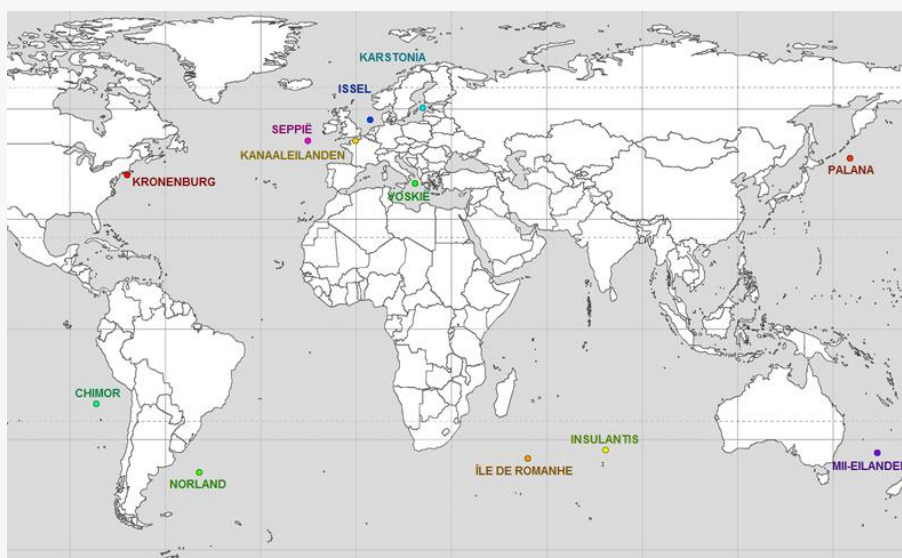 KARSTONIA
ISSEL
SEPPIË
KANAALEILANDEN
PALANA
KRONENBURG
VOSKIE
CHIMOR
INSULANTIS
MII-EILANDEN
ÎLE DE ROMANHE
NORLAND